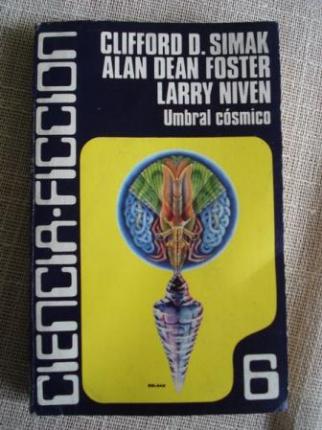 CLIFFORD D. SIMAK
ALAN DEAN FOSTER
LARRY NIVEN
Umbral cósmico
CIENCIA-FICCION
6